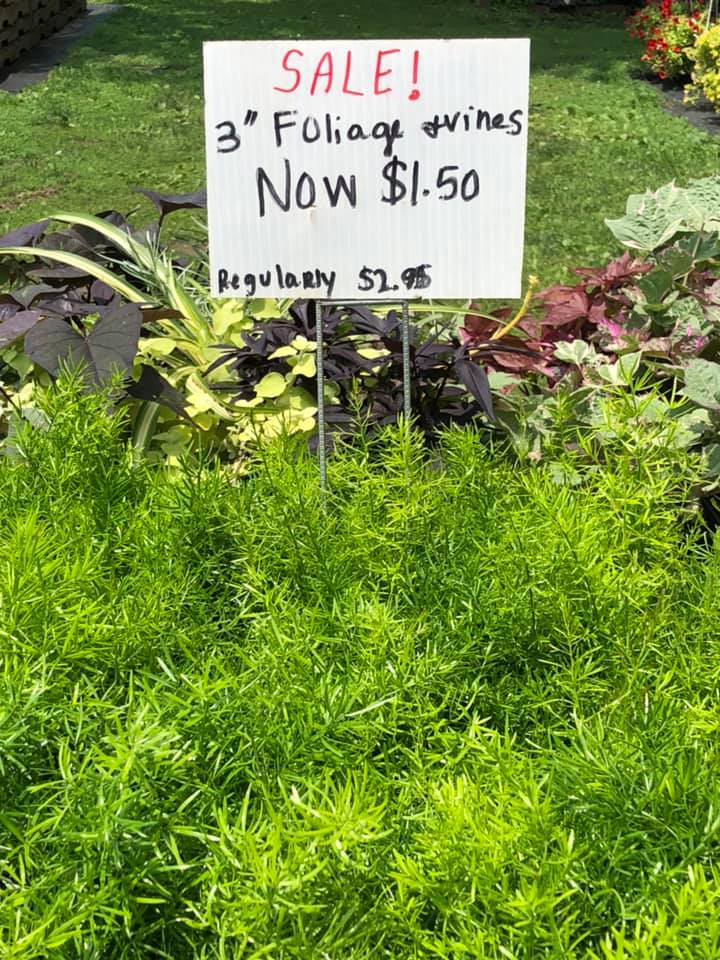 SALE!
3" Foliage +Vines
Now $1.50
Regularly $2.95